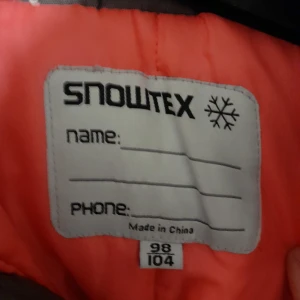 SNOWTEX
name:
PHONE:
Made in China
98
104